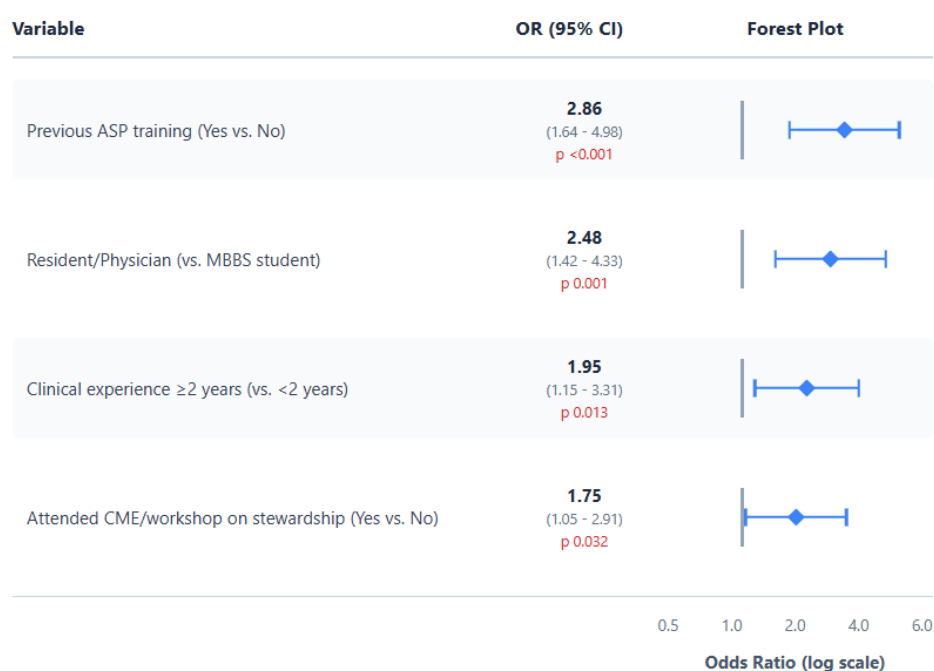 Variable OR (95% CI) Forest Plot
2.86
Previous ASP training (Yes vs. No) (1.64 - 4.98)
p <0.001
2.48
Resident/Physician (vs. MBBS student) (1.42 - 4.33)
p 0.001
1.95
Clinical experience ≥2 years (vs. <2 years) (1.15 - 3.31)
p 0.013
1.75
Attended CME/workshop on stewardship (Yes vs. No) (1.05 - 2.91)
p 0.032
0.5 1.0 2.0 4.0 6.0
Odds Ratio (log scale)